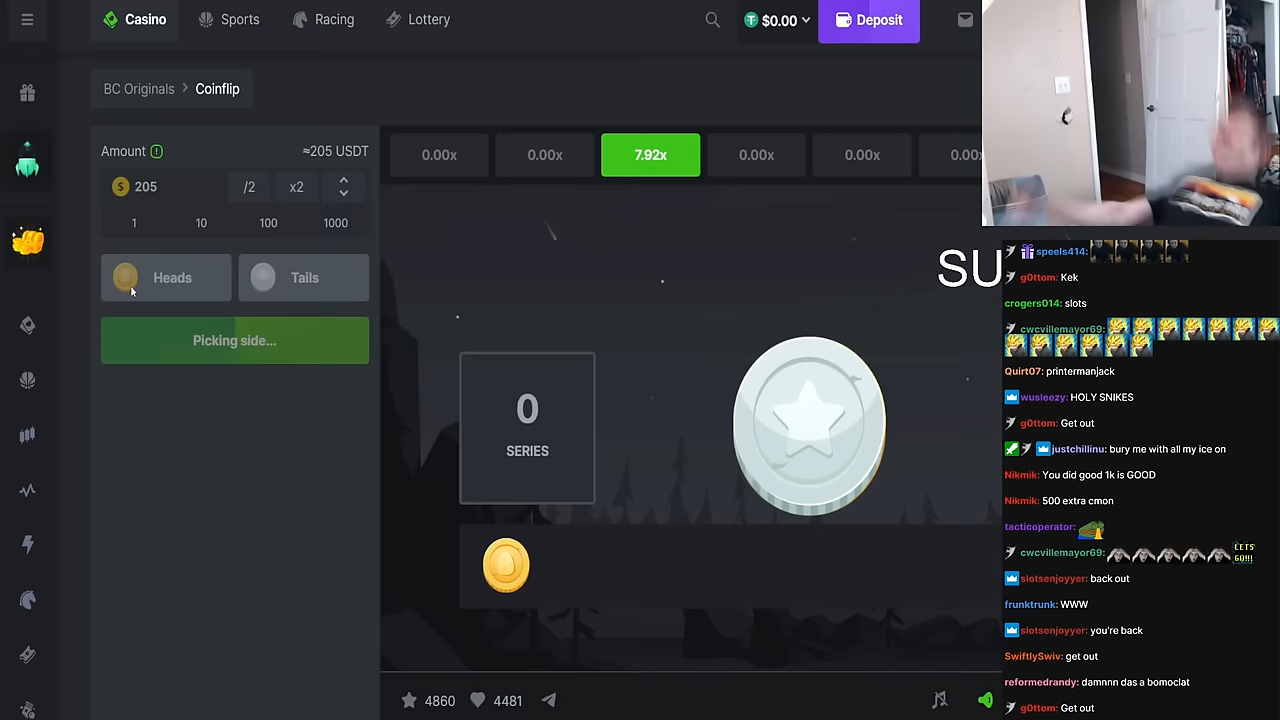 Casino
Sports
Racing
Lottery
$0.00
Deposit
BC Originals > Coinflip
Amount
≈205 USDT
205
/2
x2
1
10
100
1000
Heads
Tails
Picking side...
0.00x
0.00x
7.92x
0.00x
0.00x
0.00x
SU
0
SERIES
4860
4481
speels414:
g0ttom: Kek
crogers014: slots
cwcvillemayor69:
Quirt07: printermanjack
wusleezy: HOLY SNIKES
g0ttom: Get out
justchillinu: bury me with all my ice on
Nikmik: You did good 1k is GOOD
Nikmik: 500 extra cmon
tacticoperator:
cwcvillemayor69: LETS GO!!!
slotsenjoyyer: back out
frunktrunk: WWW
slotsenjoyyer: you're back
SwiftlySwiv: get out
reformedrandy: damnnn das a bomoclat
g0ttom: Get out